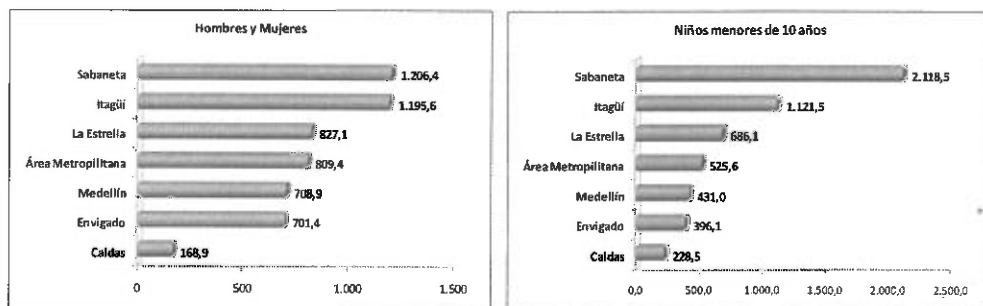 Hombres y Mujeres
Sabaneta 1.206,4
Itagüí 1.195,6
La Estrella 827,1
Área Metropilitana 809,4
Medellín 708,9
Envigado 701,4
Caldas 168,9
0 500 1.000 1.500
Niños menores de 10 años
Sabaneta 2.118,5
Itagüí 1.121,5
La Estrella 686,1
Área Metropilitana 525,6
Medellín 431,0
Envigado 396,1
Caldas 228,5
0,0 500,0 1.000,0 1.500,0 2.000,0 2.500,0